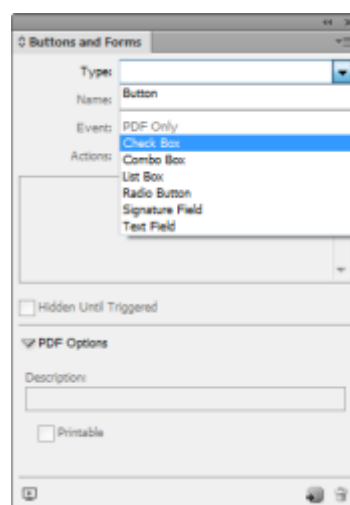 Buttons and Forms
Type:
Name:
Button
Event:
PDF Only
Check Box
Actions:
Combo Box
List Box
Radio Button
Signature Field
Text Field
Hidden Until Triggered
PDF Options
Description:
Printable